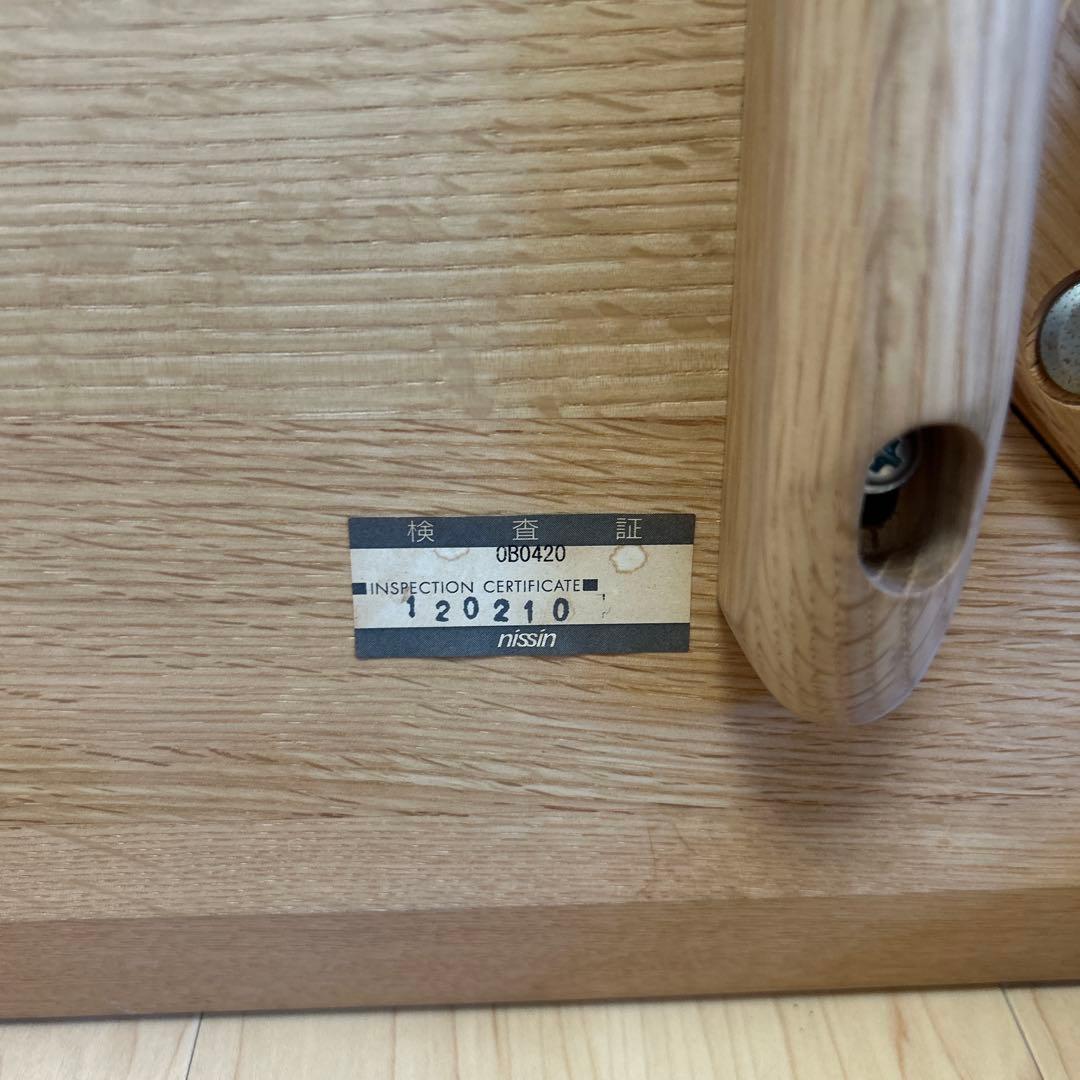 検 査 証
0B0420
INSPECTION CERTIFICATE
120210
nissin